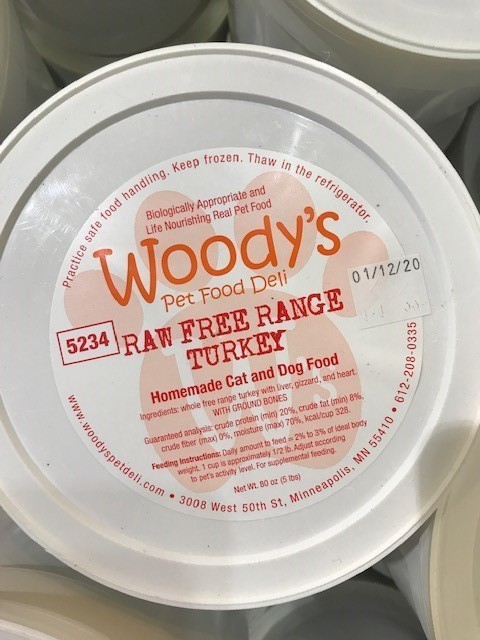 Practice safe food handling. Keep frozen. Thaw in the refrigerator.
Biologically Appropriate and
Life Nourishing Real Pet Food
Woody's
Pet Food Deli
01/12/20
5234
RAW FREE RANGE
TURKEY
Homemade Cat and Dog Food
Ingredients: whole free range turkey with liver, gizzard, and heart.
WITH GROUND BONES
Guaranteed analysis: crude protein (min) 20%, crude fat (min) 8%,
crude fiber (max) 0%, moisture (max) 70%, kcal/cup 328.
Feeding Instructions: Daily amount to feed = 2% to 3% of ideal body
weight. 1 cup is approximately 1/2 lb. Adjust according
to pet's activity level. For supplemental feeding.
Net Wt. 80 oz (5 lbs)
www.woodyspetdeli.com • 3008 West 50th St, Minneapolis, MN 55410 • 612-208-0335